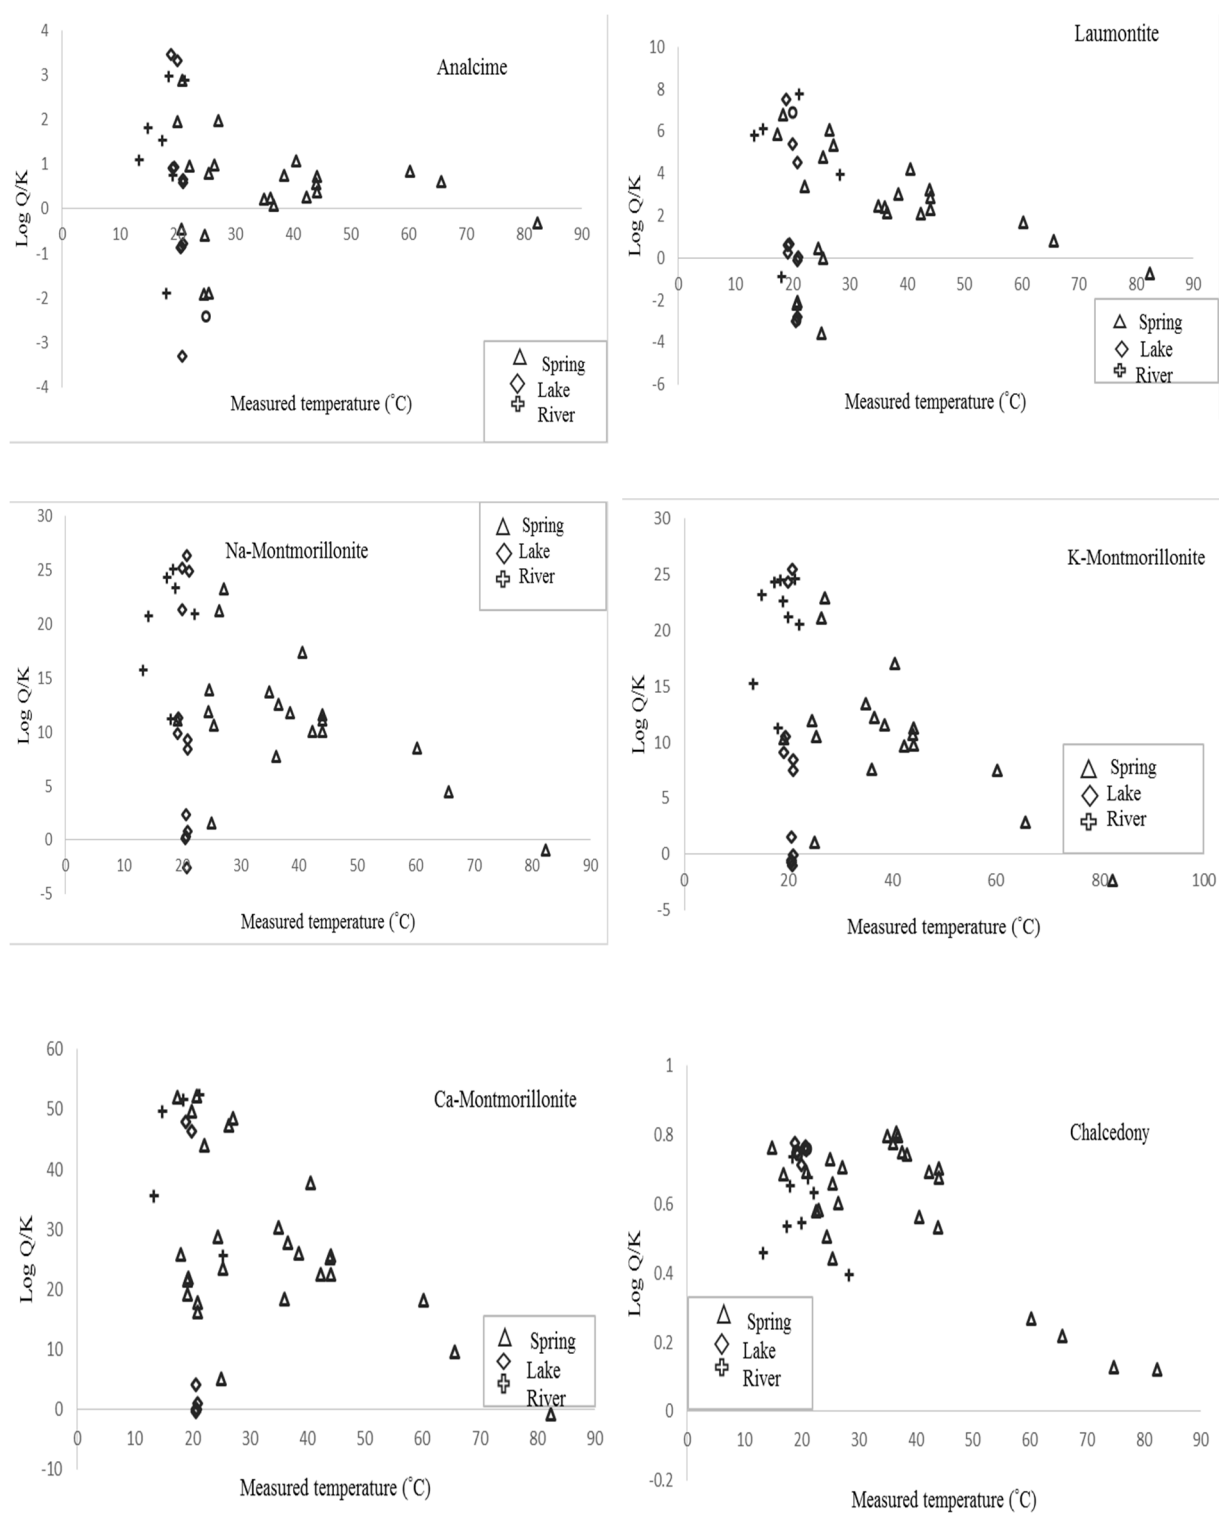 Analcime
4
3
2
1
0
-1
-2
-3
-4
0 10 20 30 40 50 60 70 80 90
Log Q/K
Measured temperature (°C)
Spring
Lake
River
Laumontite
10
8
6
4
2
0
-2
-4
-6
0 10 20 30 40 50 60 70 80 90
Log Q/K
Measured temperature (°C)
Spring
Lake
River
Na-Montmorillonite
30
25
20
15
10
5
0
-5
0 10 20 30 40 50 60 70 80 90
Log Q/K
Measured temperature (°C)
Spring
Lake
River
K-Montmorillonite
30
25
20
15
10
5
0
-5
0 20 40 60 80 100
Log Q/K
Measured temperature (°C)
Spring
Lake
River
Ca-Montmorillonite
60
50
40
30
20
10
0
-10
0 10 20 30 40 50 60 70 80 90
Log Q/K
Measured temperature (°C)
Spring
Lake
River
Chalcedony
1
0.8
0.6
0.4
0.2
0
-0.2
0 10 20 30 40 50 60 70 80 90
Log Q/K
Measured temperature (°C)
Spring
Lake
River